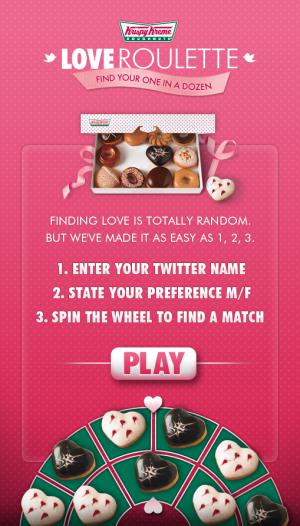 Krispy Kreme
DOUGHNUTS
LOVEROULETTE
FIND YOUR ONE IN A DOZEN
FINDING LOVE IS TOTALLY RANDOM.
BUT WE'VE MADE IT AS EASY AS 1, 2, 3.
1. ENTER YOUR TWITTER NAME
2. STATE YOUR PREFERENCE M/F
3. SPIN THE WHEEL TO FIND A MATCH
PLAY